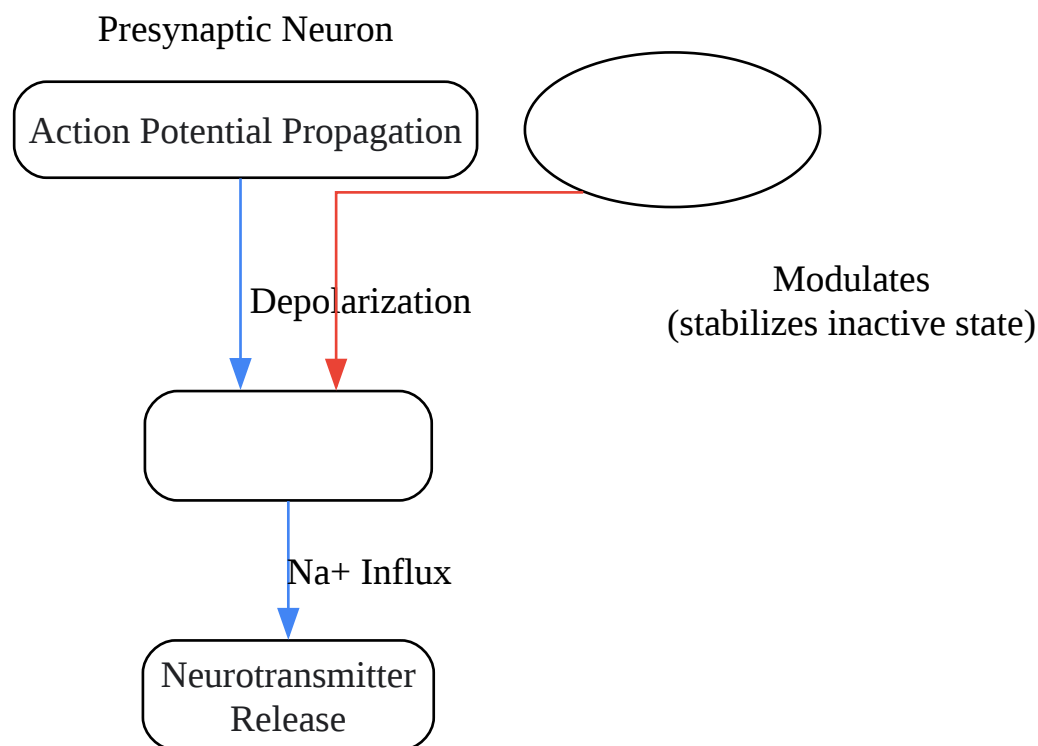 Presynaptic Neuron
Action Potential Propagation
Depolarization
Modulates
(stabilizes inactive state)
Na+ Influx
Neurotransmitter
Release